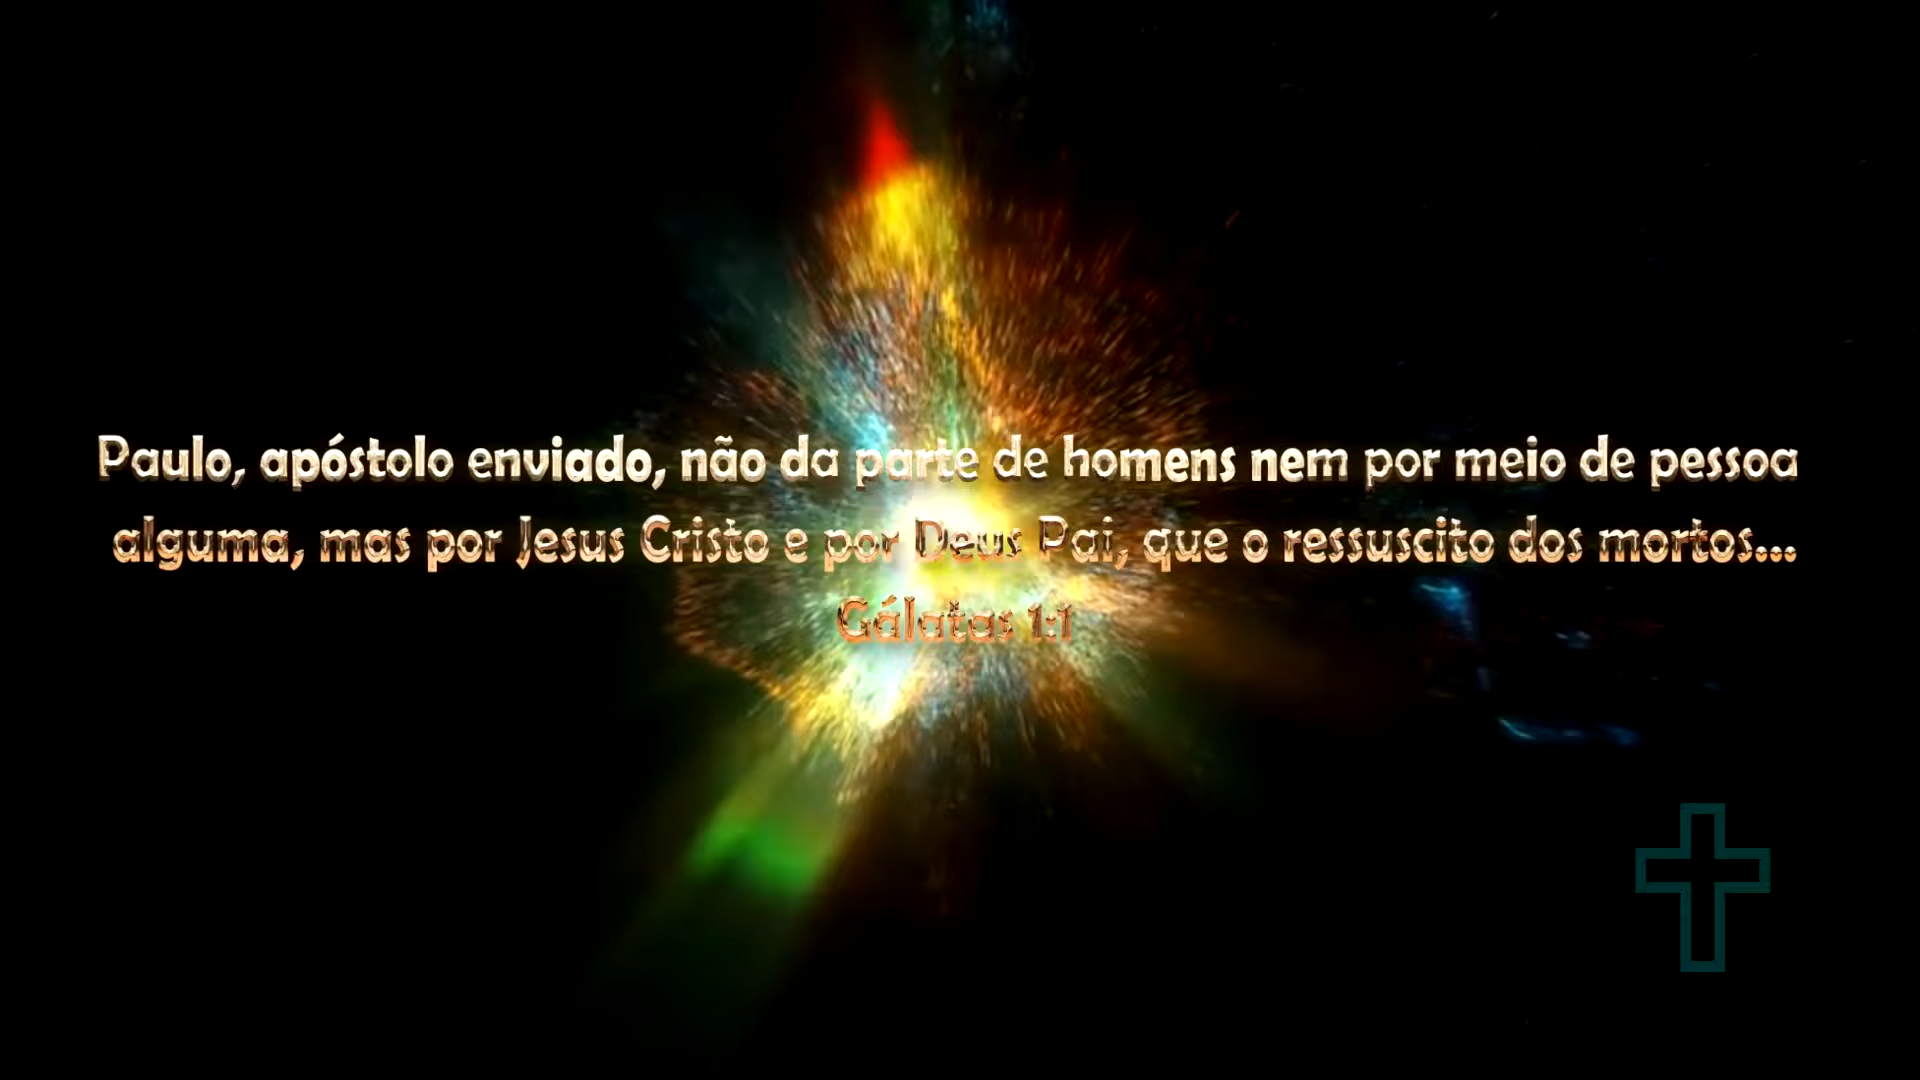 Paulo, apóstolo enviado, não da parte de homens nem por meio de pessoa
alguma, mas por Jesus Cristo e por Deus Pai, que o ressuscito dos mortos...
Gálatas 1:1